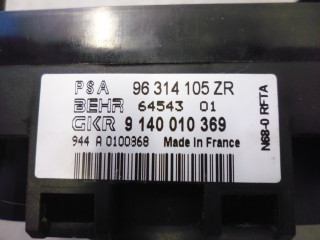 PSA 96 314 105 ZR
BEHR 64543 01
GKR 9 140 010 369
944 A 0100868 Made in France
N68-0 RFTA